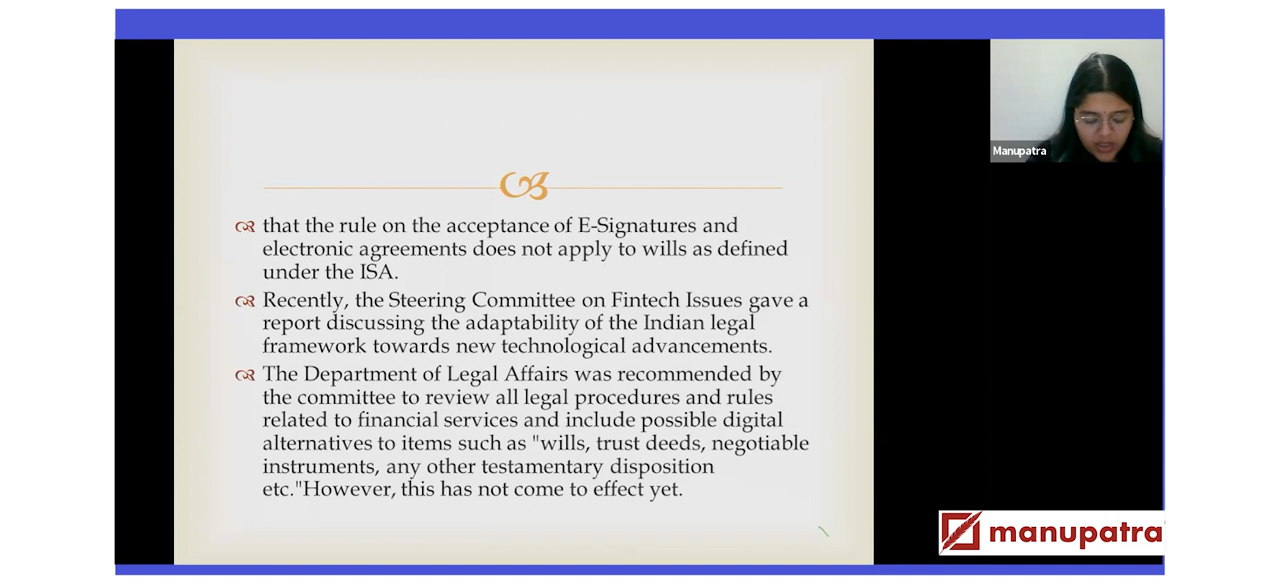 that the rule on the acceptance of E-Signatures and
electronic agreements does not apply to wills as defined
under the ISA.
Recently, the Steering Committee on Fintech Issues gave a
report discussing the adaptability of the Indian legal
framework towards new technological advancements.
The Department of Legal Affairs was recommended by
the committee to review all legal procedures and rules
related to financial services and include possible digital
alternatives to items such as "wills, trust deeds, negotiable
instruments, any other testamentary disposition
etc."However, this has not come to effect yet.
Manupatra
manupatra